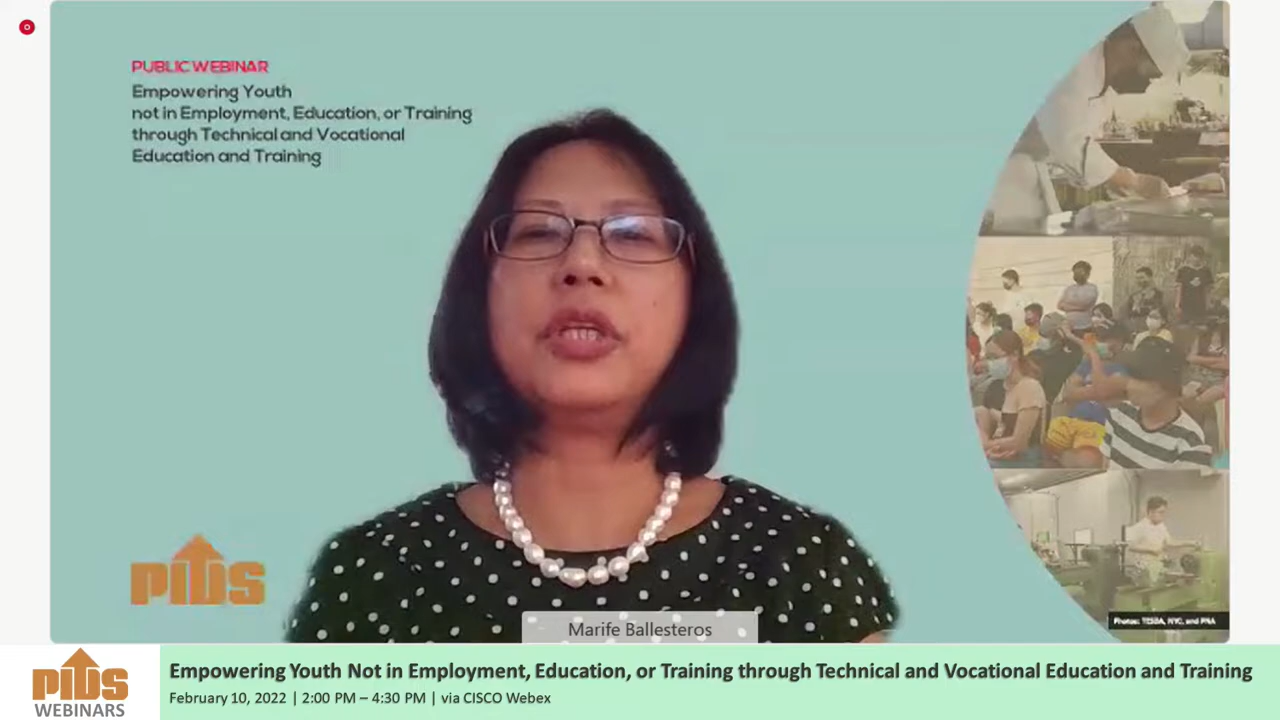 PUBLIC WEBINAR
Empowering Youth
not in Employment, Education, or Training
through Technical and Vocational
Education and Training
PIDS
Marife Ballesteros
Photos: TESDA, NYC, and PNA
PIDS
WEBINARS
Empowering Youth Not in Employment, Education, or Training through Technical and Vocational Education and Training
February 10, 2022 | 2:00 PM – 4:30 PM | via CISCO Webex